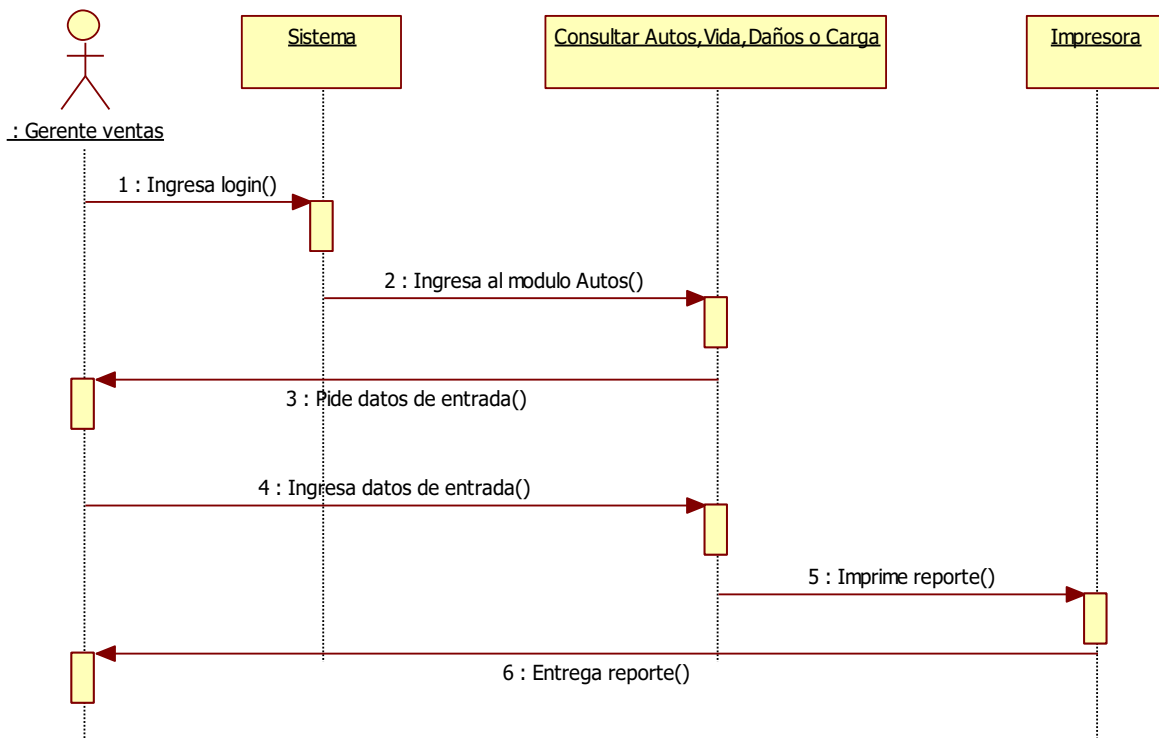 Sistema
Consultar Autos,Vida,Daños o Carga
Impresora
: Gerente ventas
1 : Ingresa login()
2 : Ingresa al modulo Autos()
3 : Pide datos de entrada()
4 : Ingresa datos de entrada()
5 : Imprime reporte()
6 : Entrega reporte()